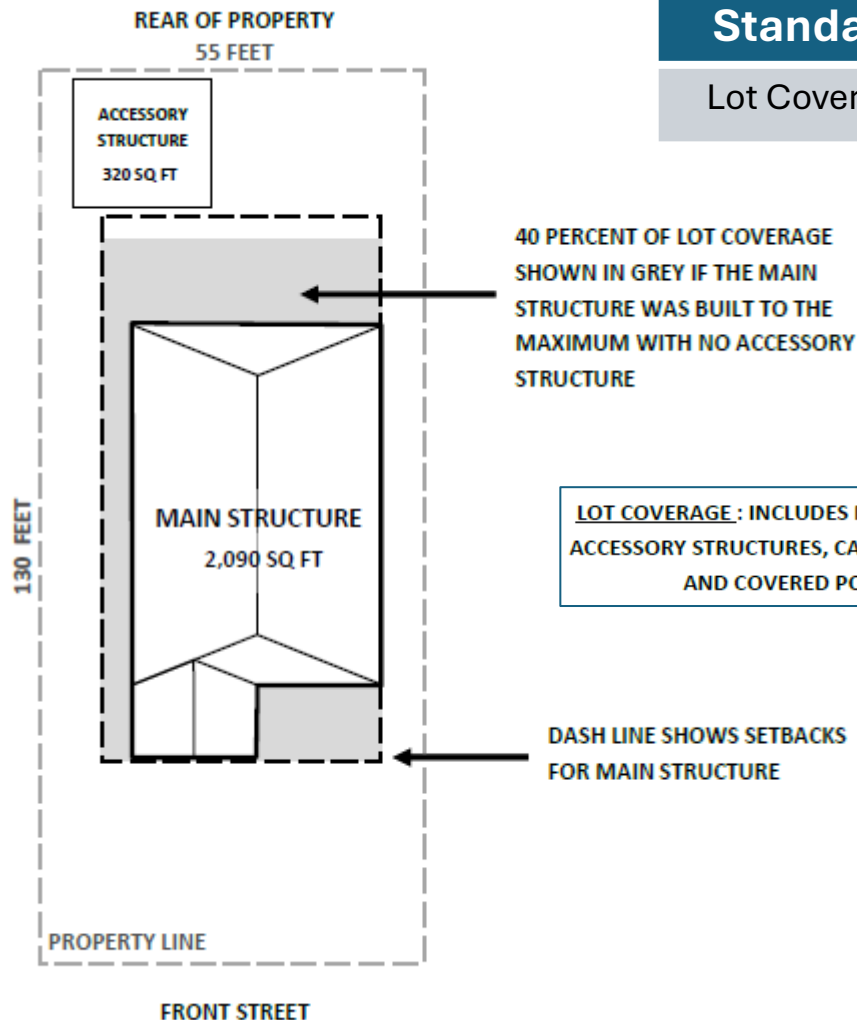 REAR OF PROPERTY
55 FEET
Standa
Lot Cover
ACCESSORY
STRUCTURE
320 SQ FT
40 PERCENT OF LOT COVERAGE
SHOWN IN GREY IF THE MAIN
STRUCTURE WAS BUILT TO THE
MAXIMUM WITH NO ACCESSORY
STRUCTURE
130 FEET
MAIN STRUCTURE
2,090 SQ FT
LOT COVERAGE : INCLUDES
ACCESSORY STRUCTURES, CA
AND COVERED PO
DASH LINE SHOWS SETBACKS
FOR MAIN STRUCTURE
PROPERTY LINE
FRONT STREET